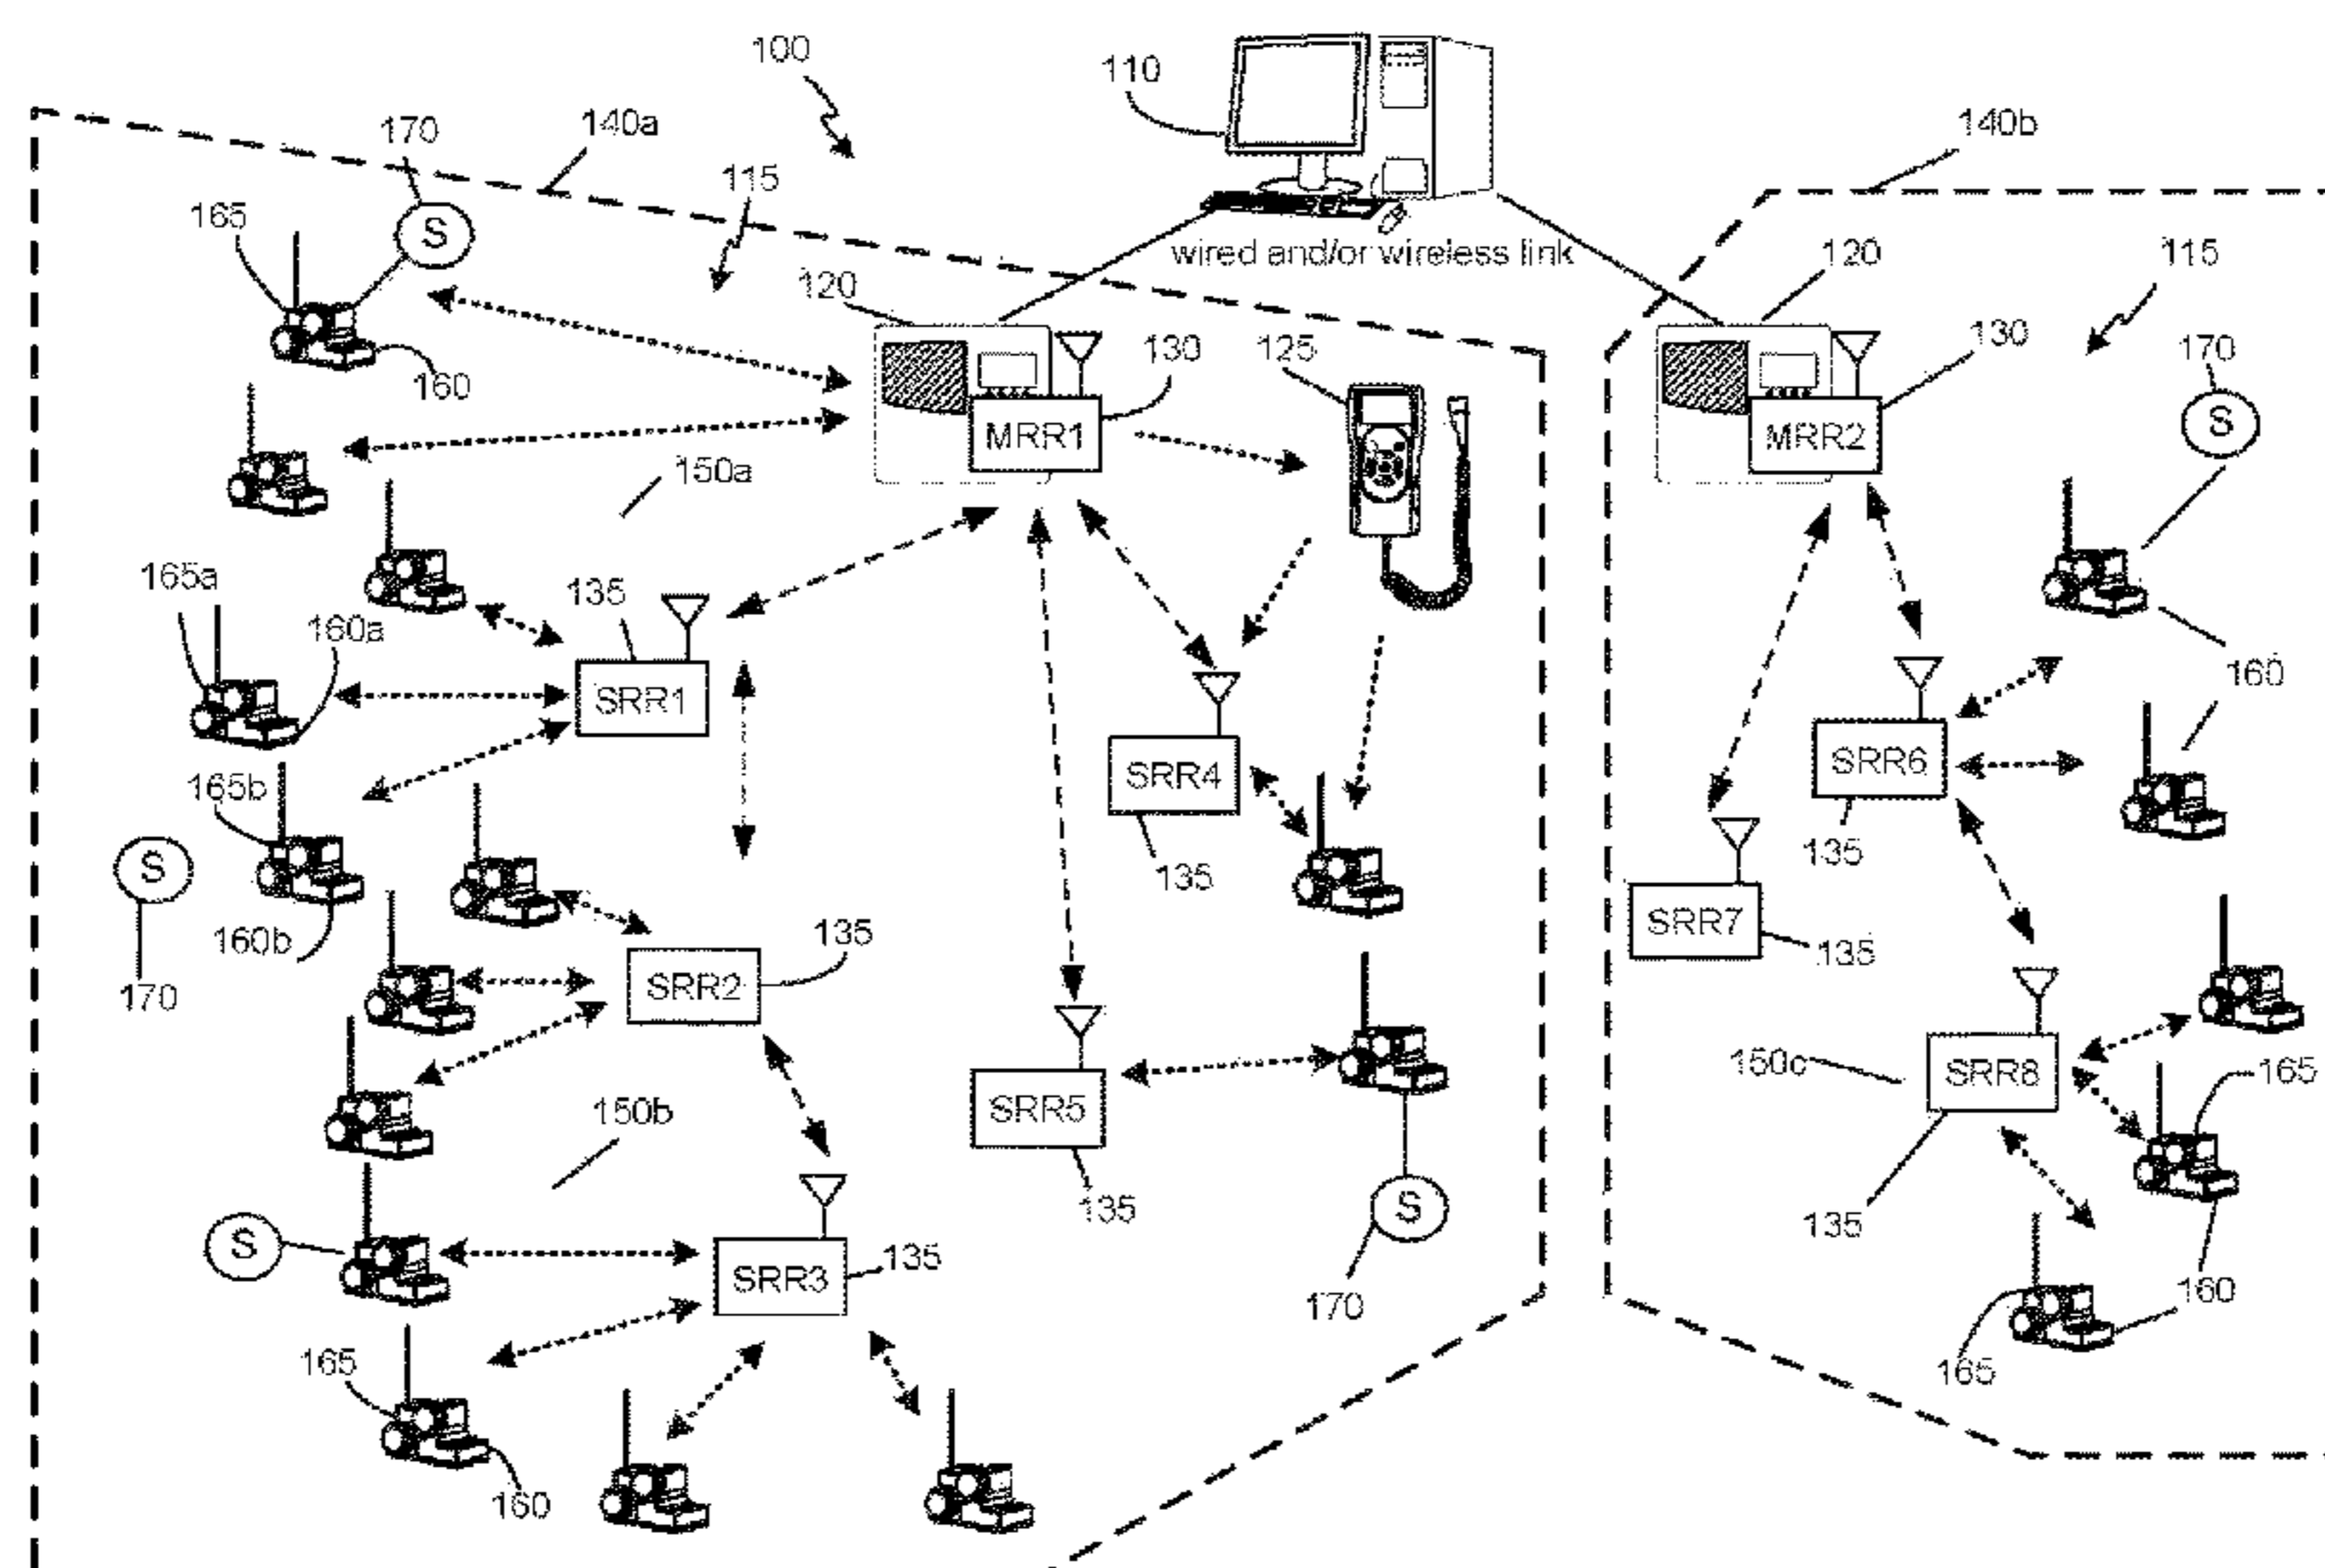 100
110
170
140a
140b
115
165
S
wired and/or wireless link
120
120
115
120
130
125
130
170
160
MRR1
MRR2
S
150a
165a
135
160a
SRR1
160
165b
SRR4
SRR6
S
160b
135
135
135
SRR7
135
170
SRR2
150c
SRR8
165
150b
SRR5
135
S
135
S
135
SRR3
170
160
165
165
160